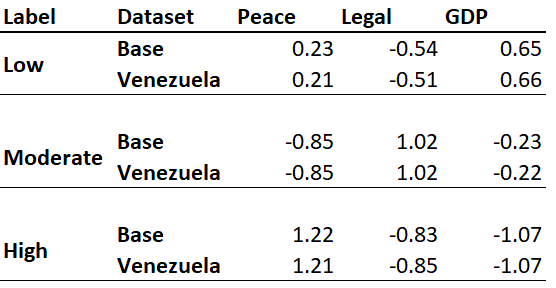 Label Dataset Peace Legal GDP
Low Base 0.23 -0.54 0.65
Venezuela 0.21 -0.51 0.66
Moderate Base -0.85 1.02 -0.23
Venezuela -0.85 1.02 -0.22
High Base 1.22 -0.83 -1.07
Venezuela 1.21 -0.85 -1.07